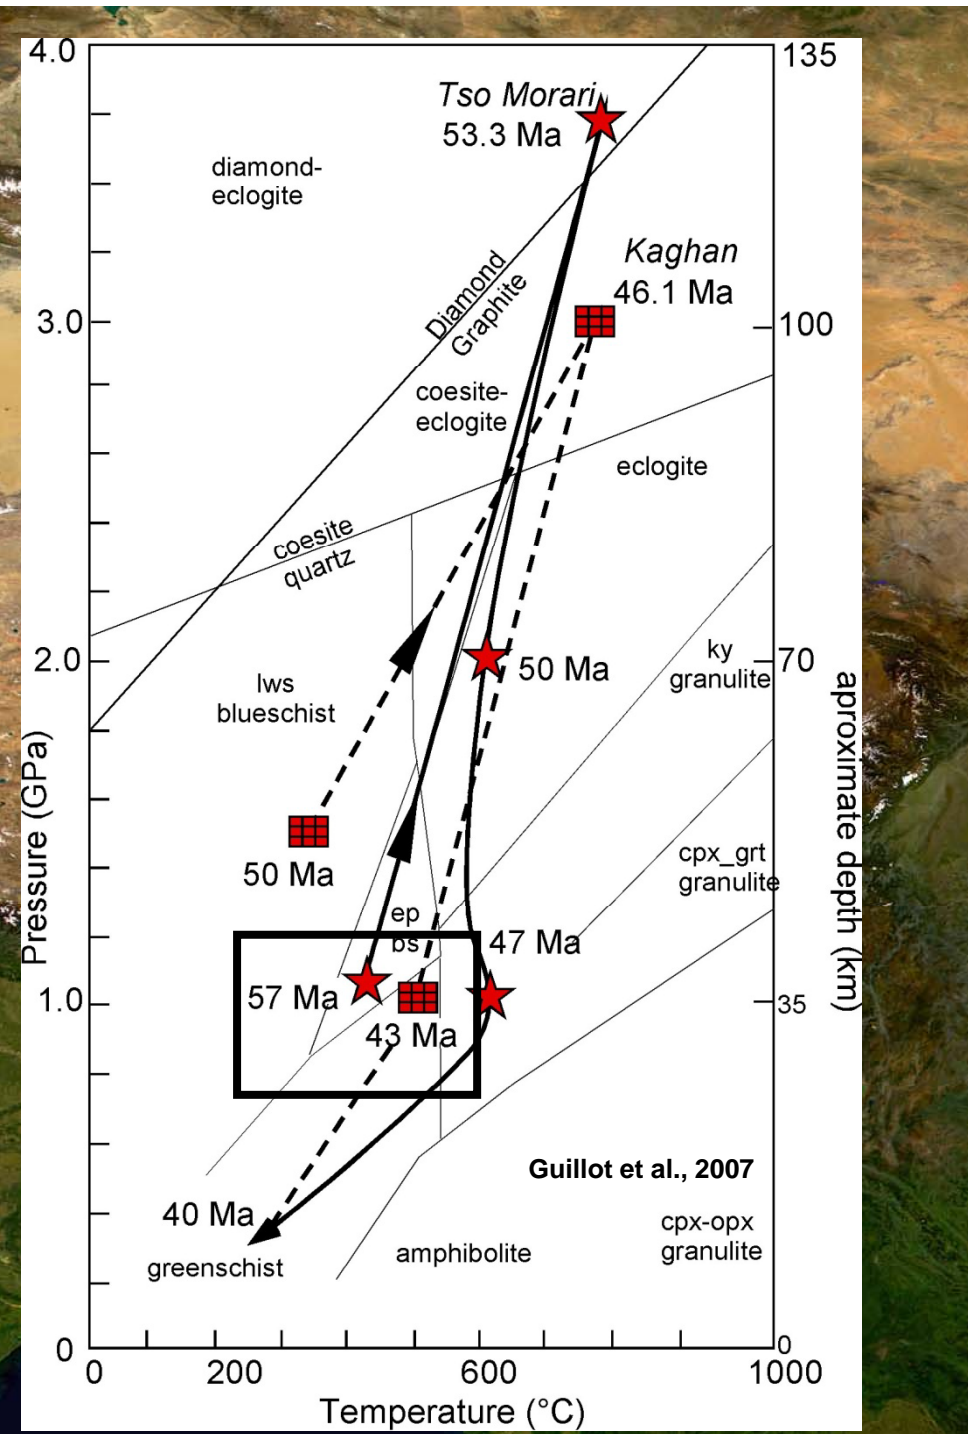 4.0
135
Tso Morari
53.3 Ma
diamond-
eclogite
Kaghan
46.1 Ma
Diamond
Graphite
3.0
100
coesite-
eclogite
eclogite
coesite
quartz
2.0
70
50 Ma
ky
granulite
lws
blueschist
Pressure (GPa)
aproximate depth (km)
50 Ma
cpx_grt
granulite
ep
bs
47 Ma
1.0
57 Ma
35
43 Ma
Guillot et al., 2007
40 Ma
greenschist
amphibolite
cpx-opx
granulite
0
0
0
200
600
1000
Temperature (°C)